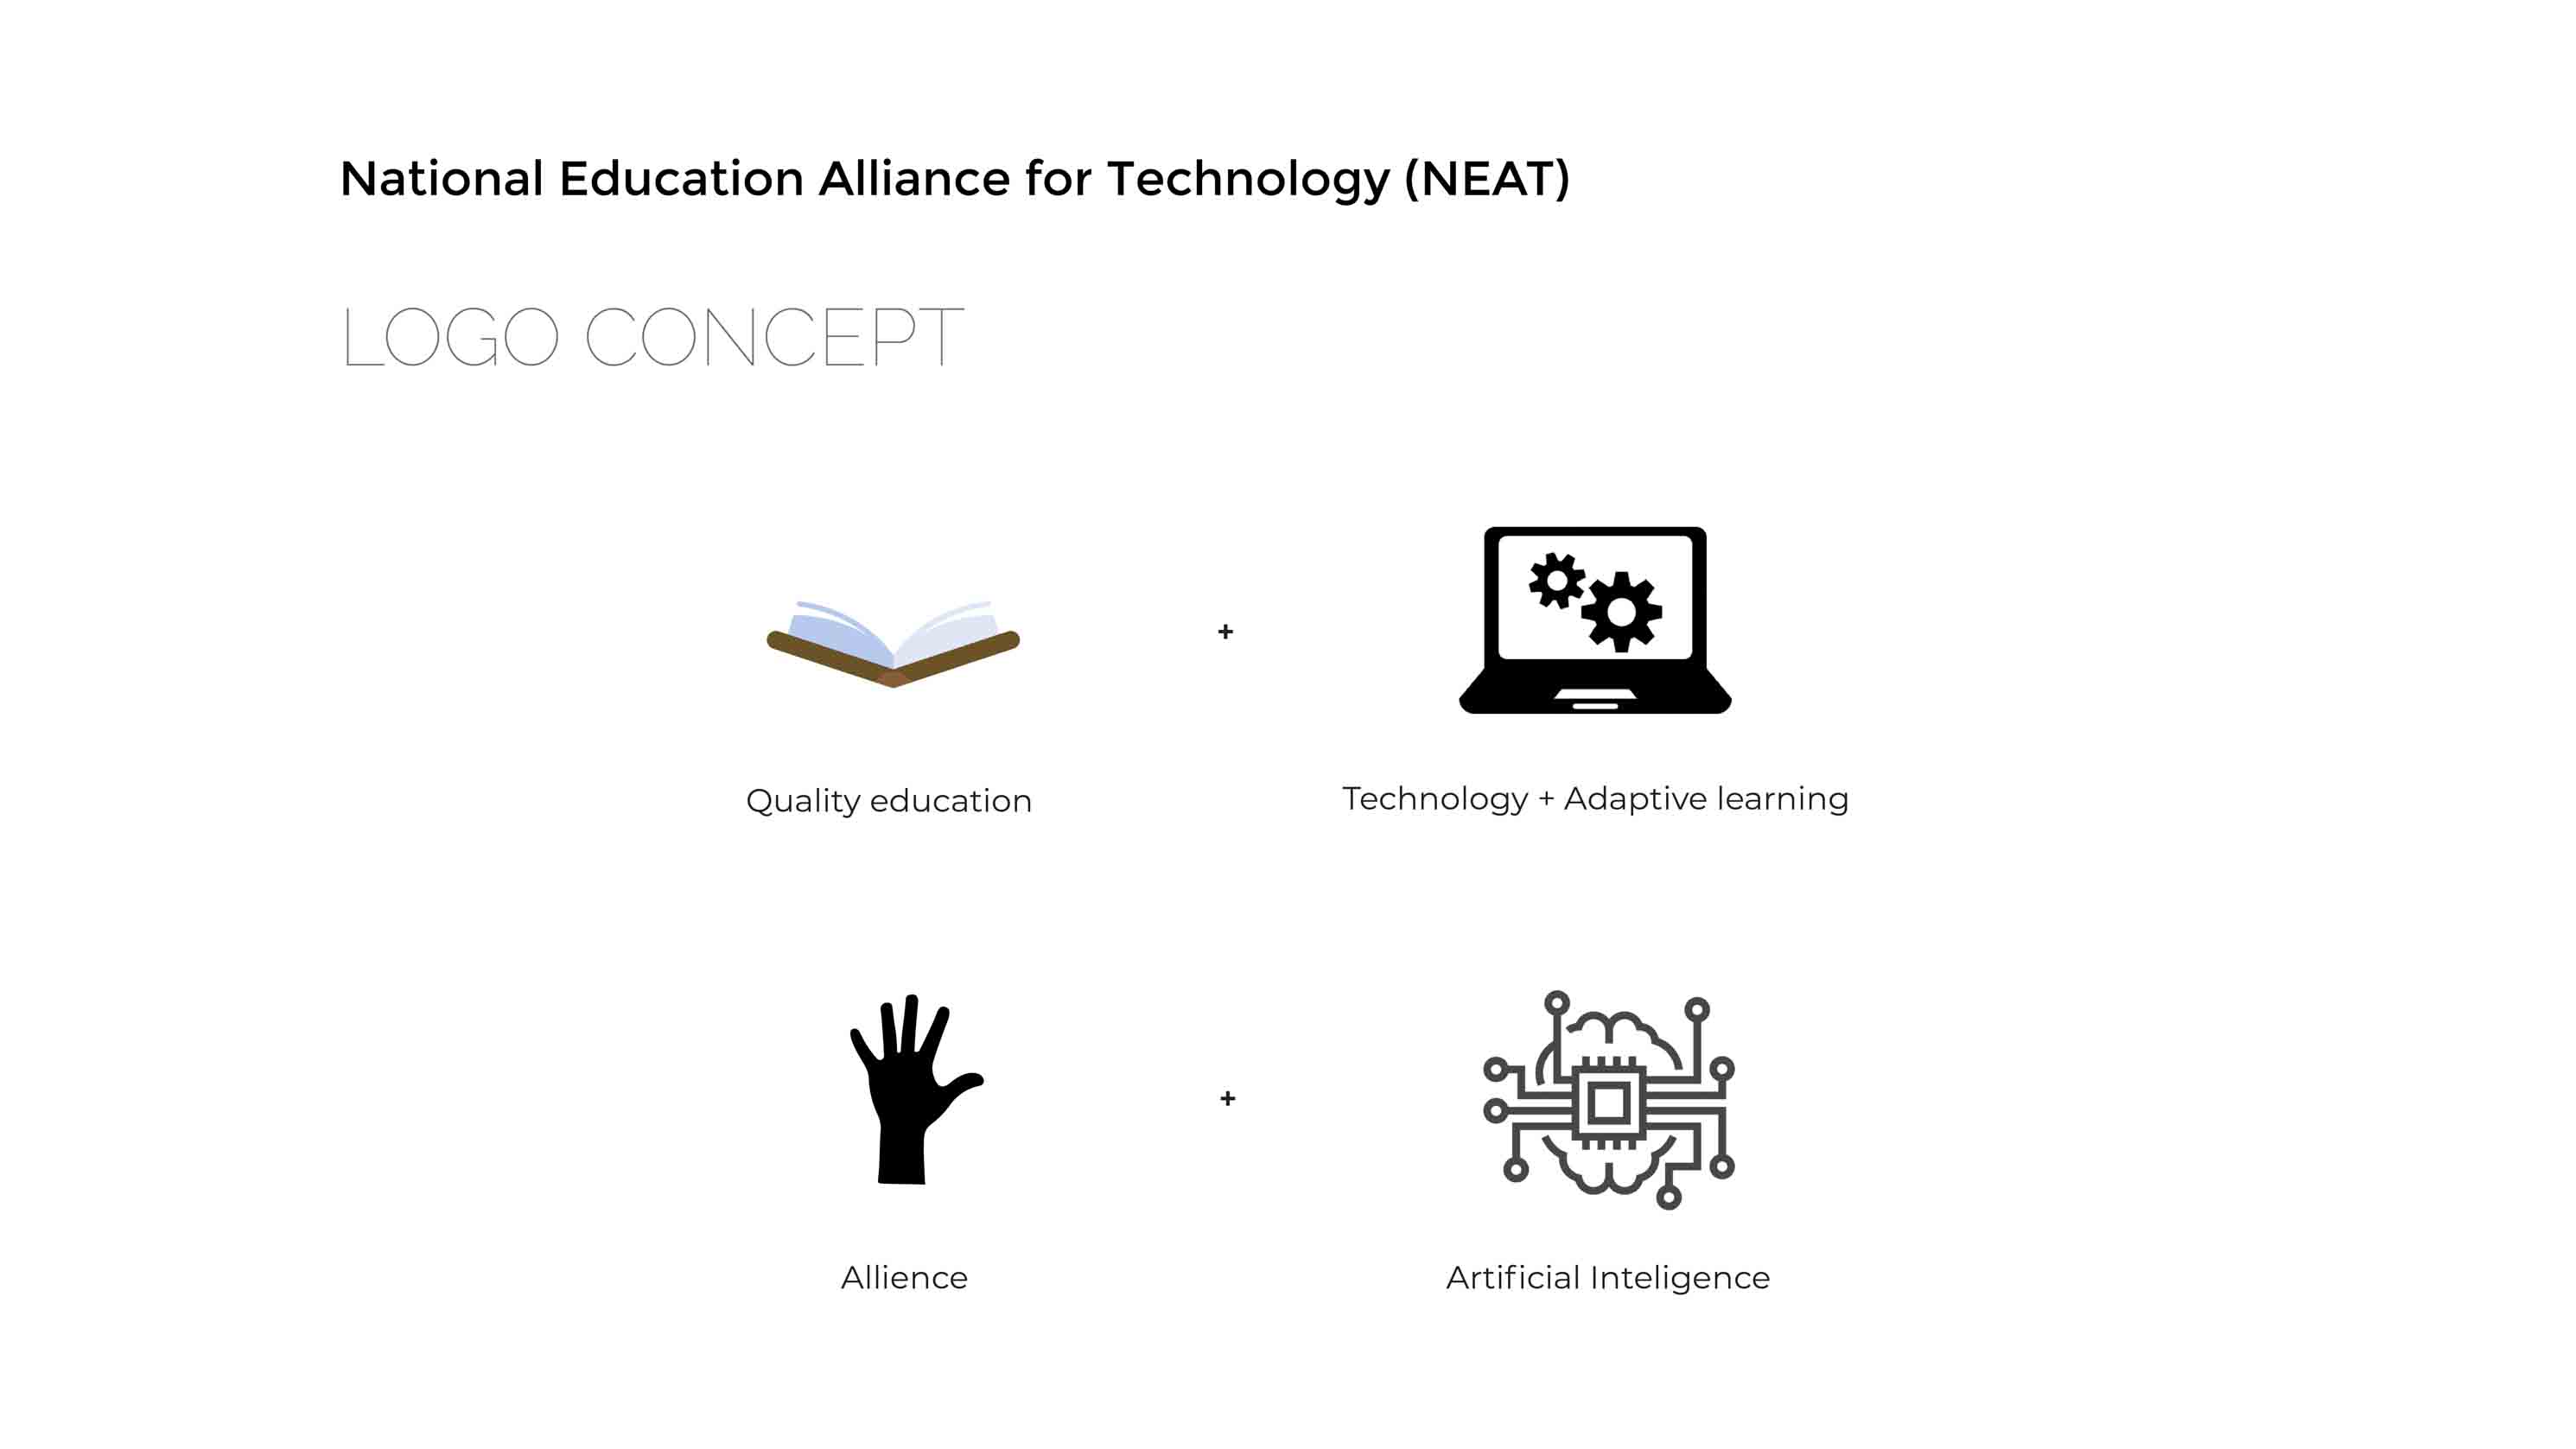 National Education Alliance for Technology (NEAT)
LOGO CONCEPT
+
Quality education
Technology + Adaptive learning
+
Allience
Artificial Inteligence